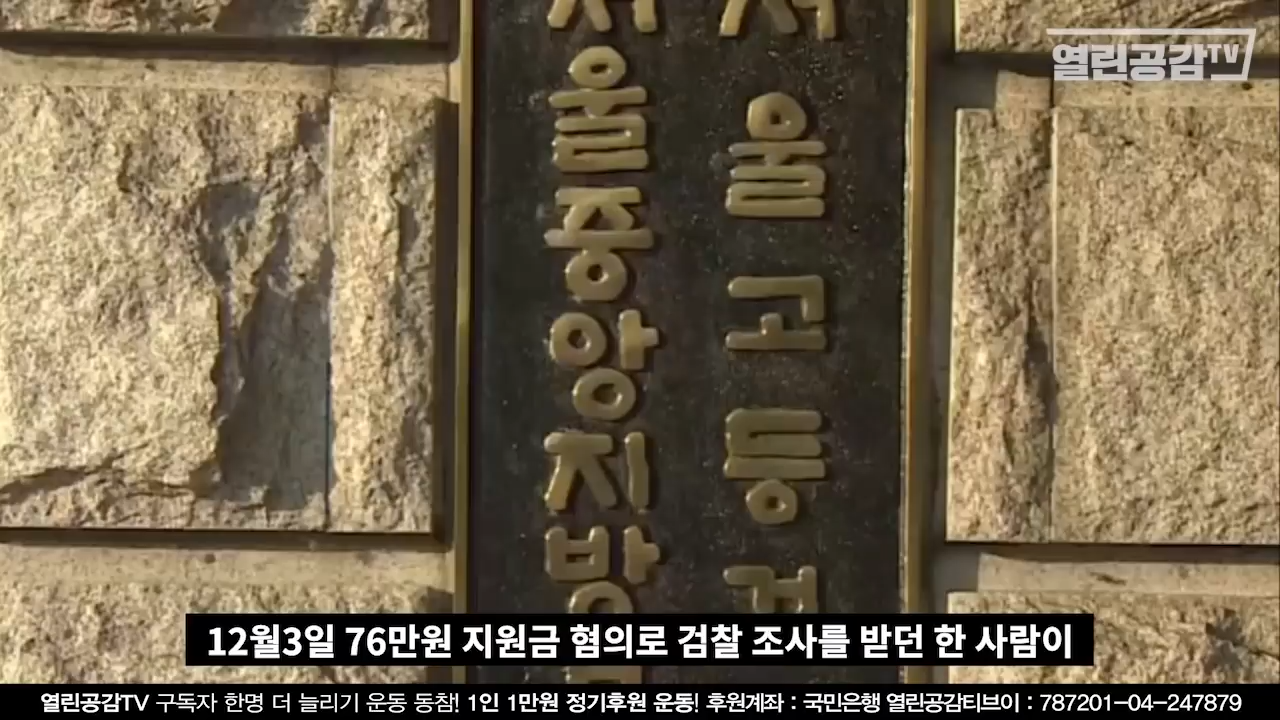 열린공감TV
서울고등검
서울중앙지방
12월3일 76만원 지원금 혐의로 검찰 조사를 받던 한 사람이
열린공감TV 구독자 한명 더 늘리기 운동 동참! 1인 1만원 정기후원 운동! 후원계좌 : 국민은행 열린공감티브이 : 787201-04-247879